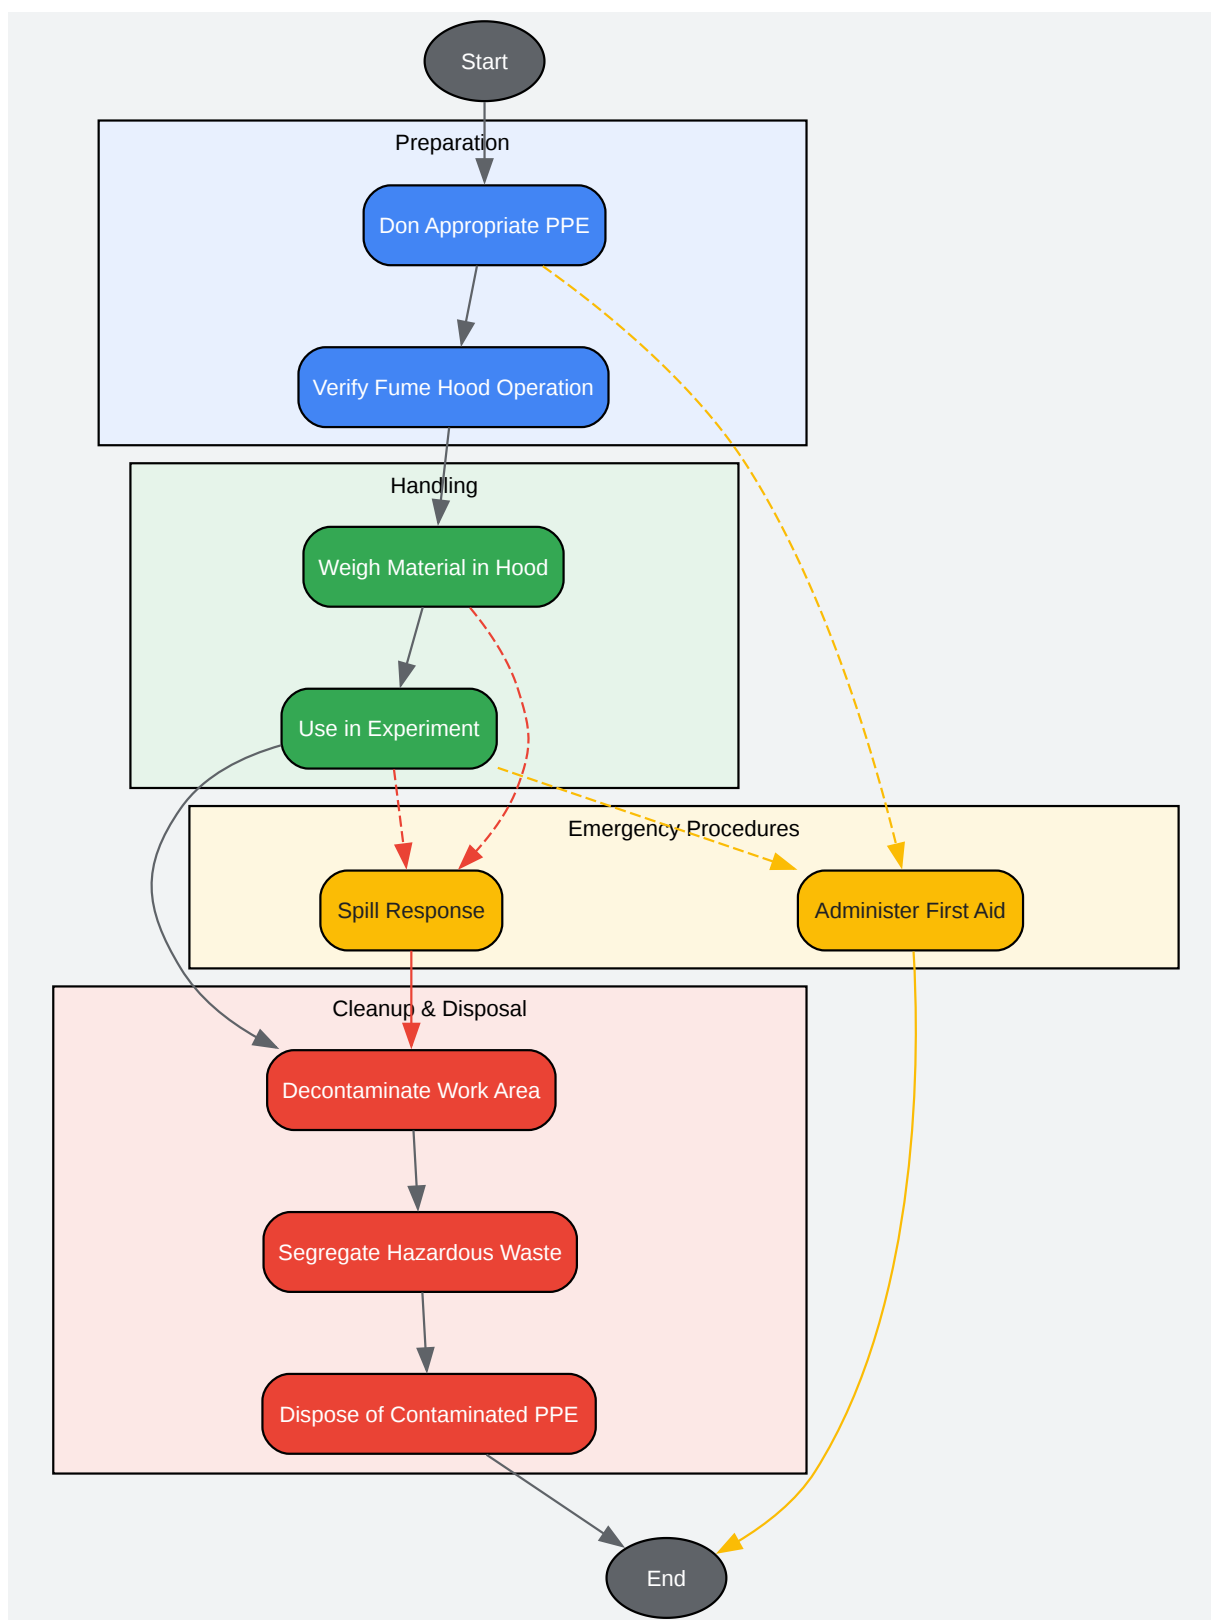 Start
Preparation
Don Appropriate PPE
Verify Fume Hood Operation
Handling
Weigh Material in Hood
Use in Experiment
Emergency Procedures
Spill Response
Administer First Aid
Cleanup & Disposal
Decontaminate Work Area
Segregate Hazardous Waste
Dispose of Contaminated PPE
End